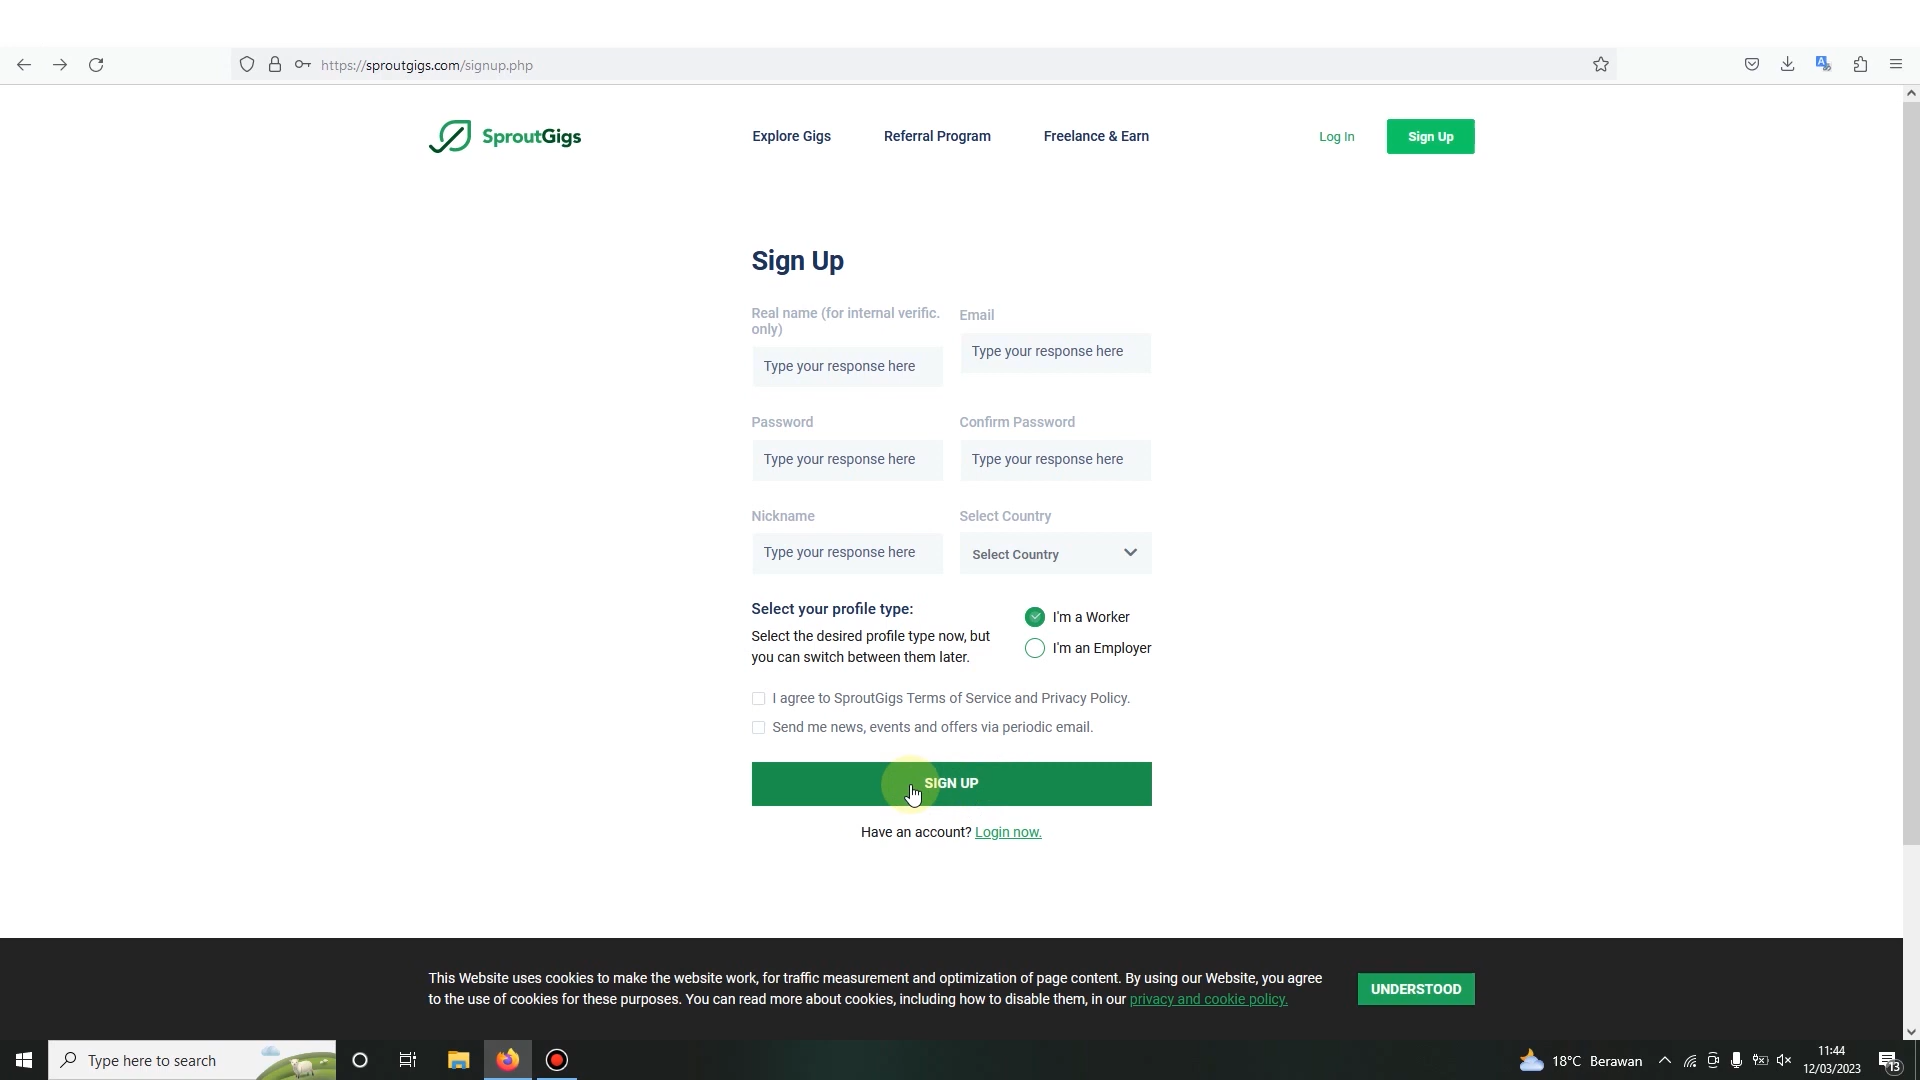 https://sproutgigs.com/signup.php
SproutGigs
Explore Gigs
Referral Program
Freelance & Earn
Log In
Sign Up
Sign Up
Real name (for internal verific.
only)
Email
Type your response here
Type your response here
Password
Confirm Password
Type your response here
Type your response here
Nickname
Select Country
Type your response here
Select Country
Select your profile type:
I'm a Worker
Select the desired profile type now, but
you can switch between them later.
I'm an Employer
I agree to SproutGigs Terms of Service and Privacy Policy.
Send me news, events and offers via periodic email.
SIGN UP
Have an account? Login now.
This Website uses cookies to make the website work, for traffic measurement and optimization of page content. By using our Website, you agree
to the use of cookies for these purposes. You can read more about cookies, including how to disable them, in our privacy and cookie policy.
UNDERSTOOD
Type here to search
18°C Berawan
11:44
12/03/2023
13